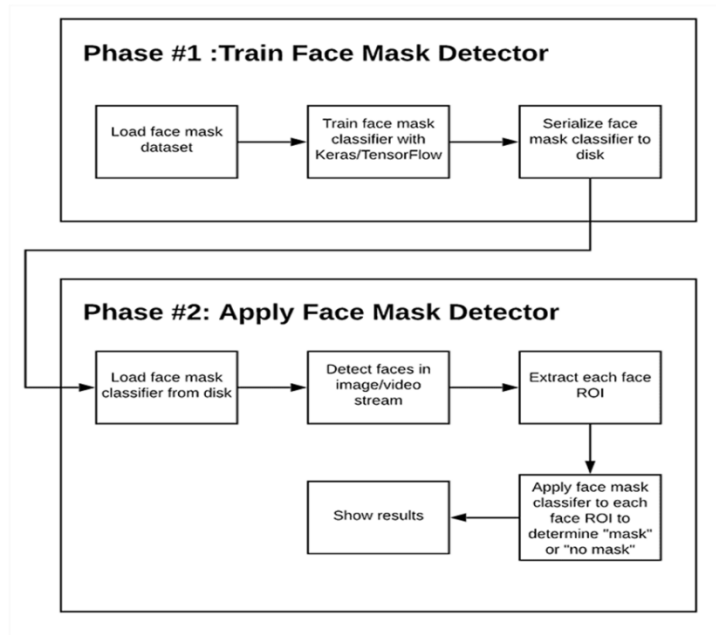 Phase #1 :Train Face Mask Detector
Load face mask
dataset
Train face mask
classifier with
Keras/TensorFlow
Serialize face
mask classifier to
disk
Phase #2: Apply Face Mask Detector
Load face mask
classifier from disk
Detect faces in
image/video
stream
Extract each face
ROI
Apply face mask
classifer to each
face ROI to
determine "mask"
or "no mask"
Show results